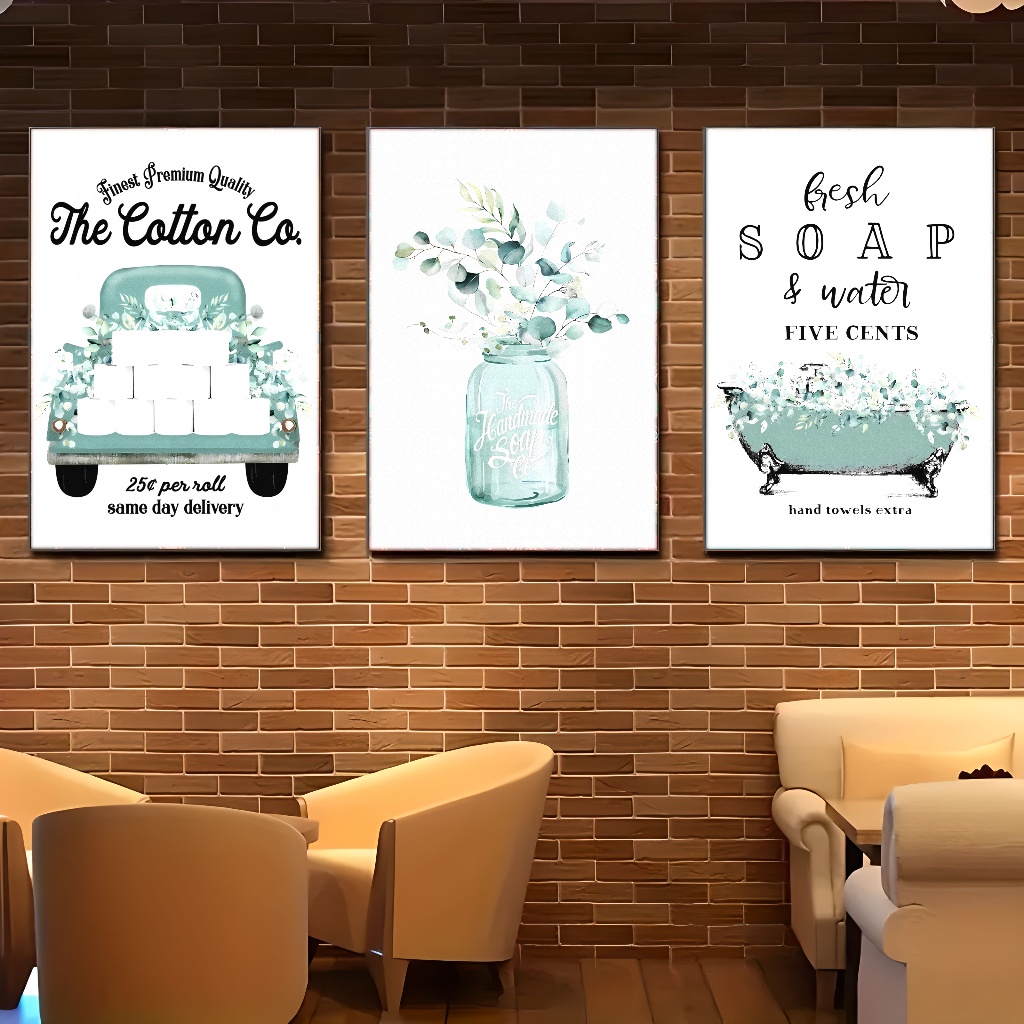 Finest Premium Quality
The Cotton Co.
25¢ per roll
same day delivery
The
Handmade
Soap
Co
fresh
SOAP
& water
FIVE CENTS
hand towels extra